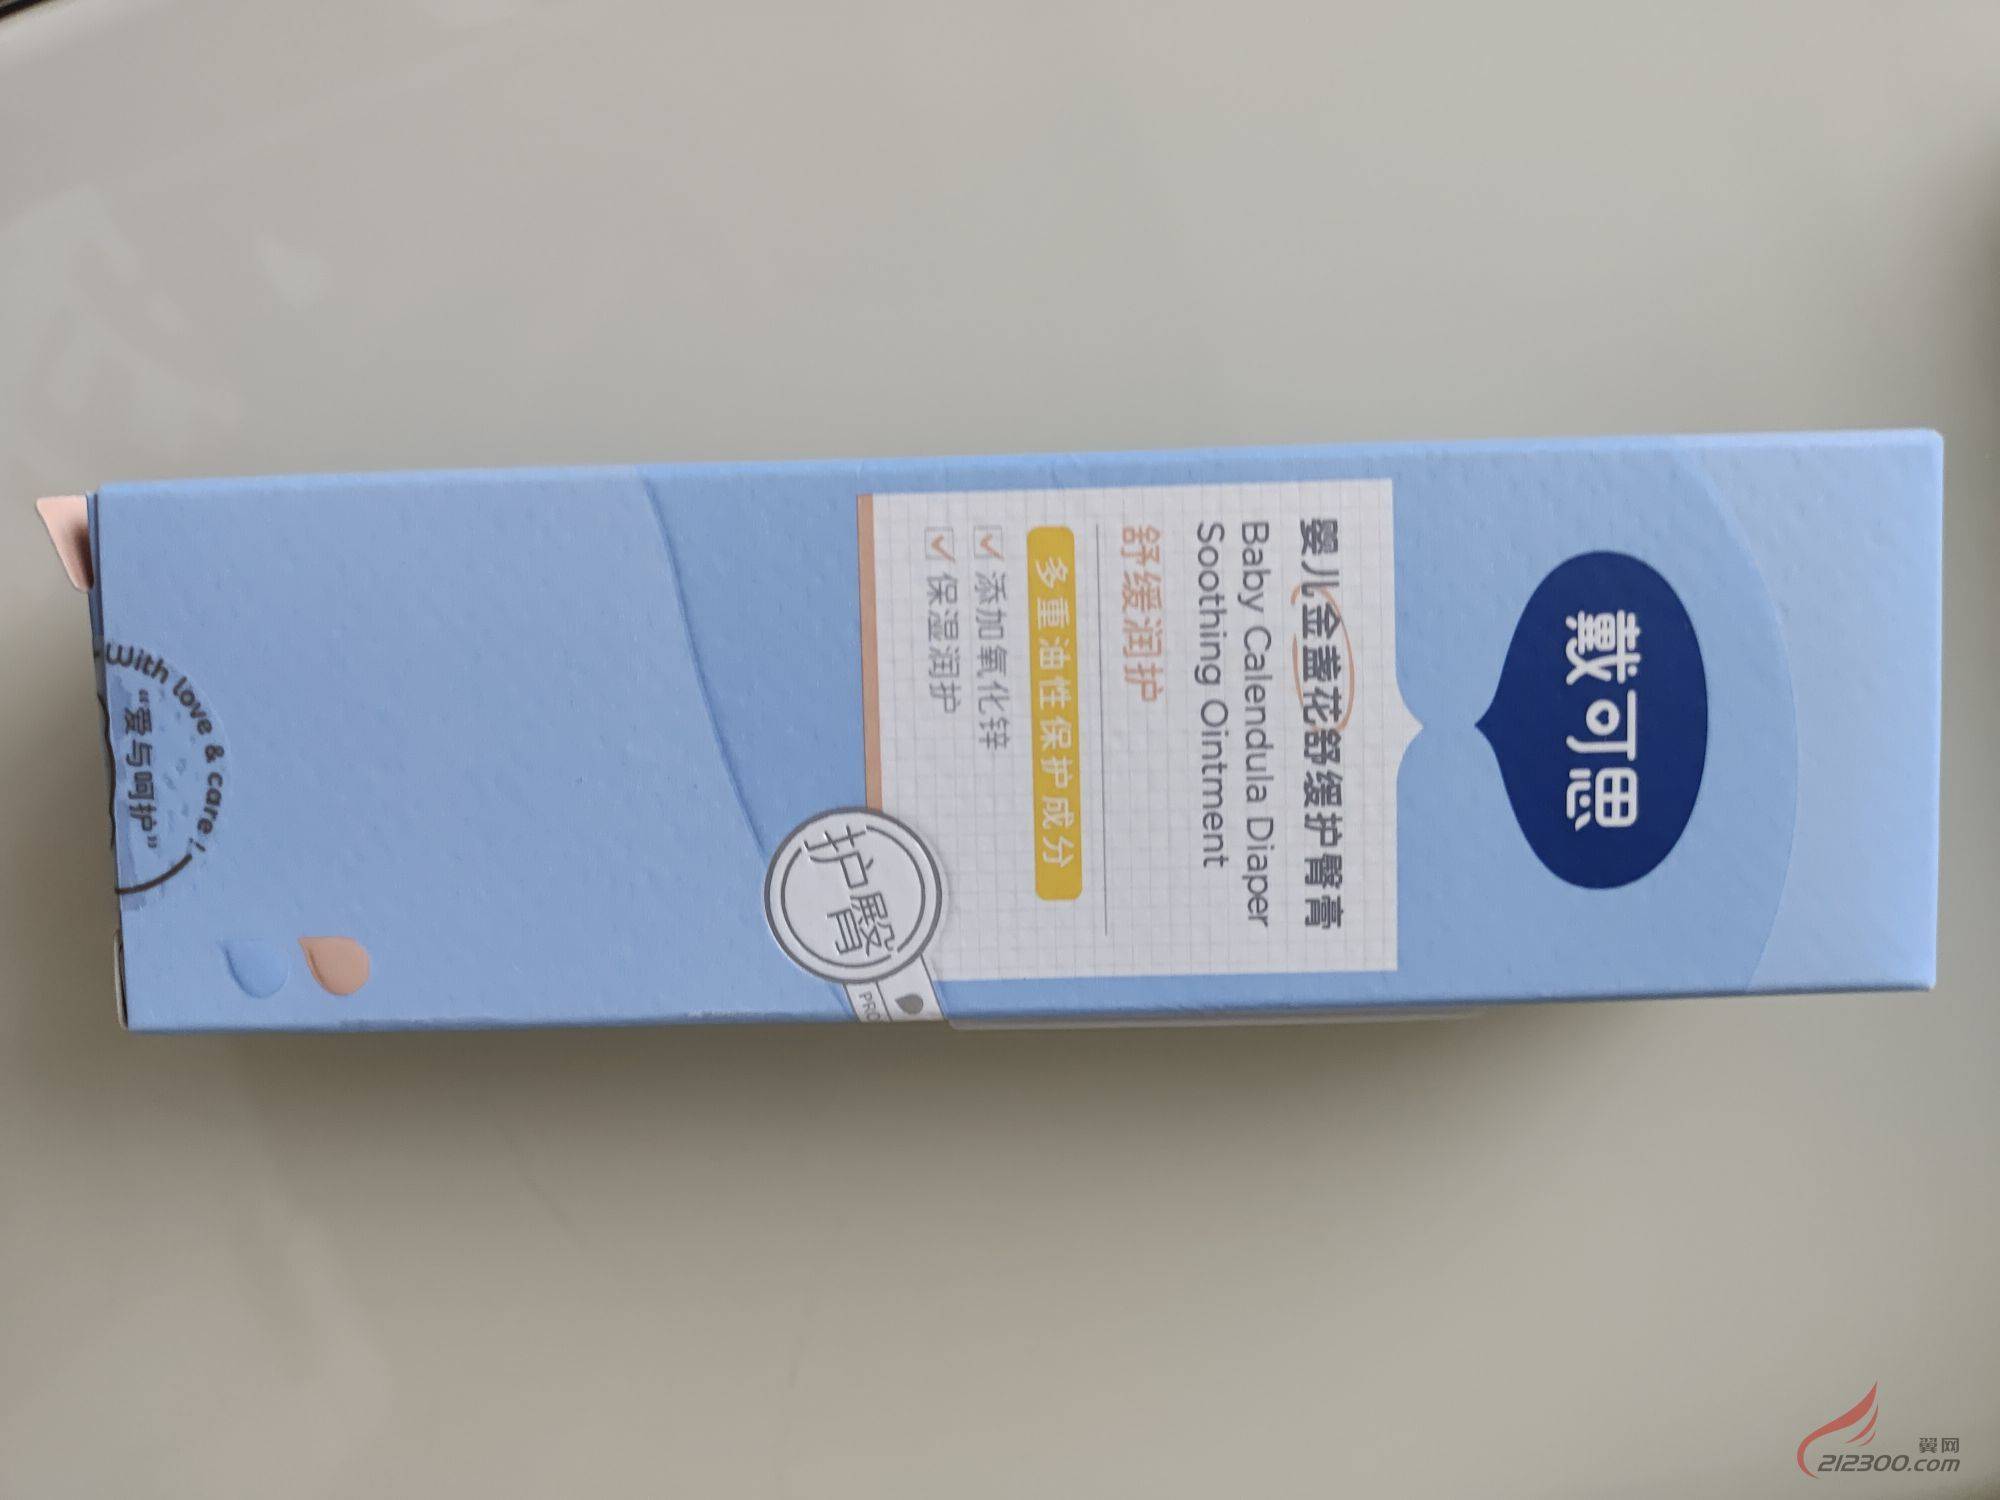 戴可思
婴儿金盏花舒缓护臀膏
Baby Calendula Diaper
Soothing Ointment
舒缓润护
多重油性保护成分
添加氧化锌
保湿润护
护臀
PRO
With love & care!
“爱与呵护”
翼网
212300.com